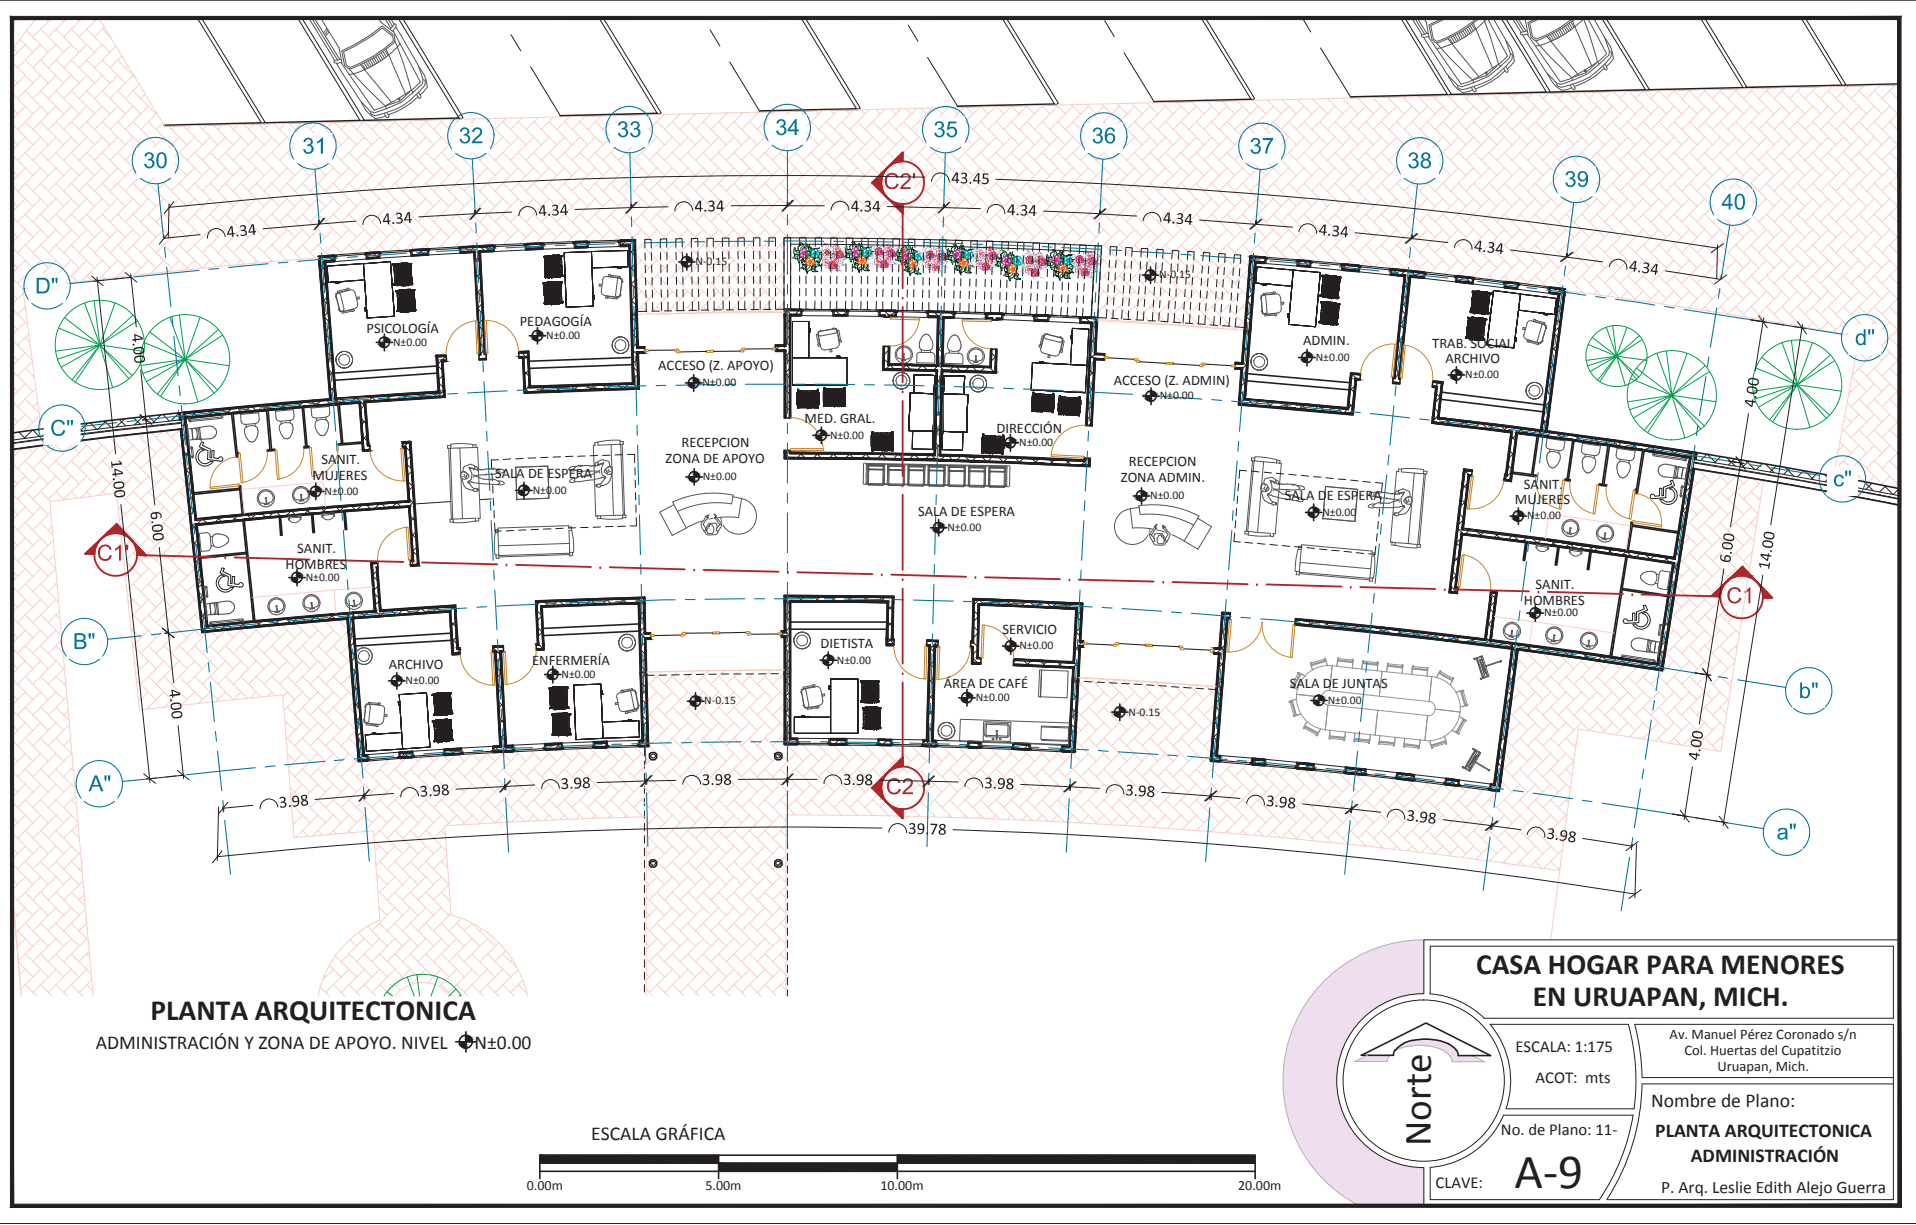 30
31
32
33
34
35
36
37
38
39
40
C2'
43.45
4.34
4.34
4.34
4.34
4.34
4.34
4.34
4.34
4.34
4.34
D"
C"
B"
A"
d"
c"
b"
a"
4.00
14.00
6.00
4.00
4.00
6.00
14.00
4.00
C1'
C1
N-0.15
N-0.15
PSICOLOGÍA
N±0.00
PEDAGOGÍA
N±0.00
ACCESO (Z. APOYO)
N±0.00
MED. GRAL.
N±0.00
DIRECCIÓN
N±0.00
ACCESO (Z. ADMIN)
N±0.00
ADMIN.
N±0.00
TRAB. SOCIAL
ARCHIVO
N±0.00
SANIT.
MUJERES
N±0.00
SALA DE ESPERA
N±0.00
RECEPCION
ZONA DE APOYO
N±0.00
SALA DE ESPERA
N±0.00
RECEPCION
ZONA ADMIN.
N±0.00
SALA DE ESPERA
N±0.00
SANIT.
MUJERES
N±0.00
SANIT.
HOMBRES
N±0.00
SANIT.
HOMBRES
N±0.00
ARCHIVO
N±0.00
ENFERMERÍA
N±0.00
N-0.15
DIETISTA
N±0.00
SERVICIO
N±0.00
ÁREA DE CAFÉ
N±0.00
N-0.15
SALA DE JUNTAS
N±0.00
3.98
3.98
3.98
3.98
3.98
3.98
3.98
3.98
3.98
3.98
C2
39.78
PLANTA ARQUITECTONICA
ADMINISTRACIÓN Y ZONA DE APOYO. NIVEL N±0.00
ESCALA GRÁFICA
0.00m 5.00m 10.00m 20.00m
CASA HOGAR PARA MENORES
EN URUAPAN, MICH.
Norte
ESCALA: 1:175
ACOT: mts
Av. Manuel Pérez Coronado s/n
Col. Huertas del Cupatitzio
Uruapan, Mich.
No. de Plano: 11-
CLAVE: A-9
Nombre de Plano:
PLANTA ARQUITECTONICA
ADMINISTRACIÓN
P. Arq. Leslie Edith Alejo Guerra